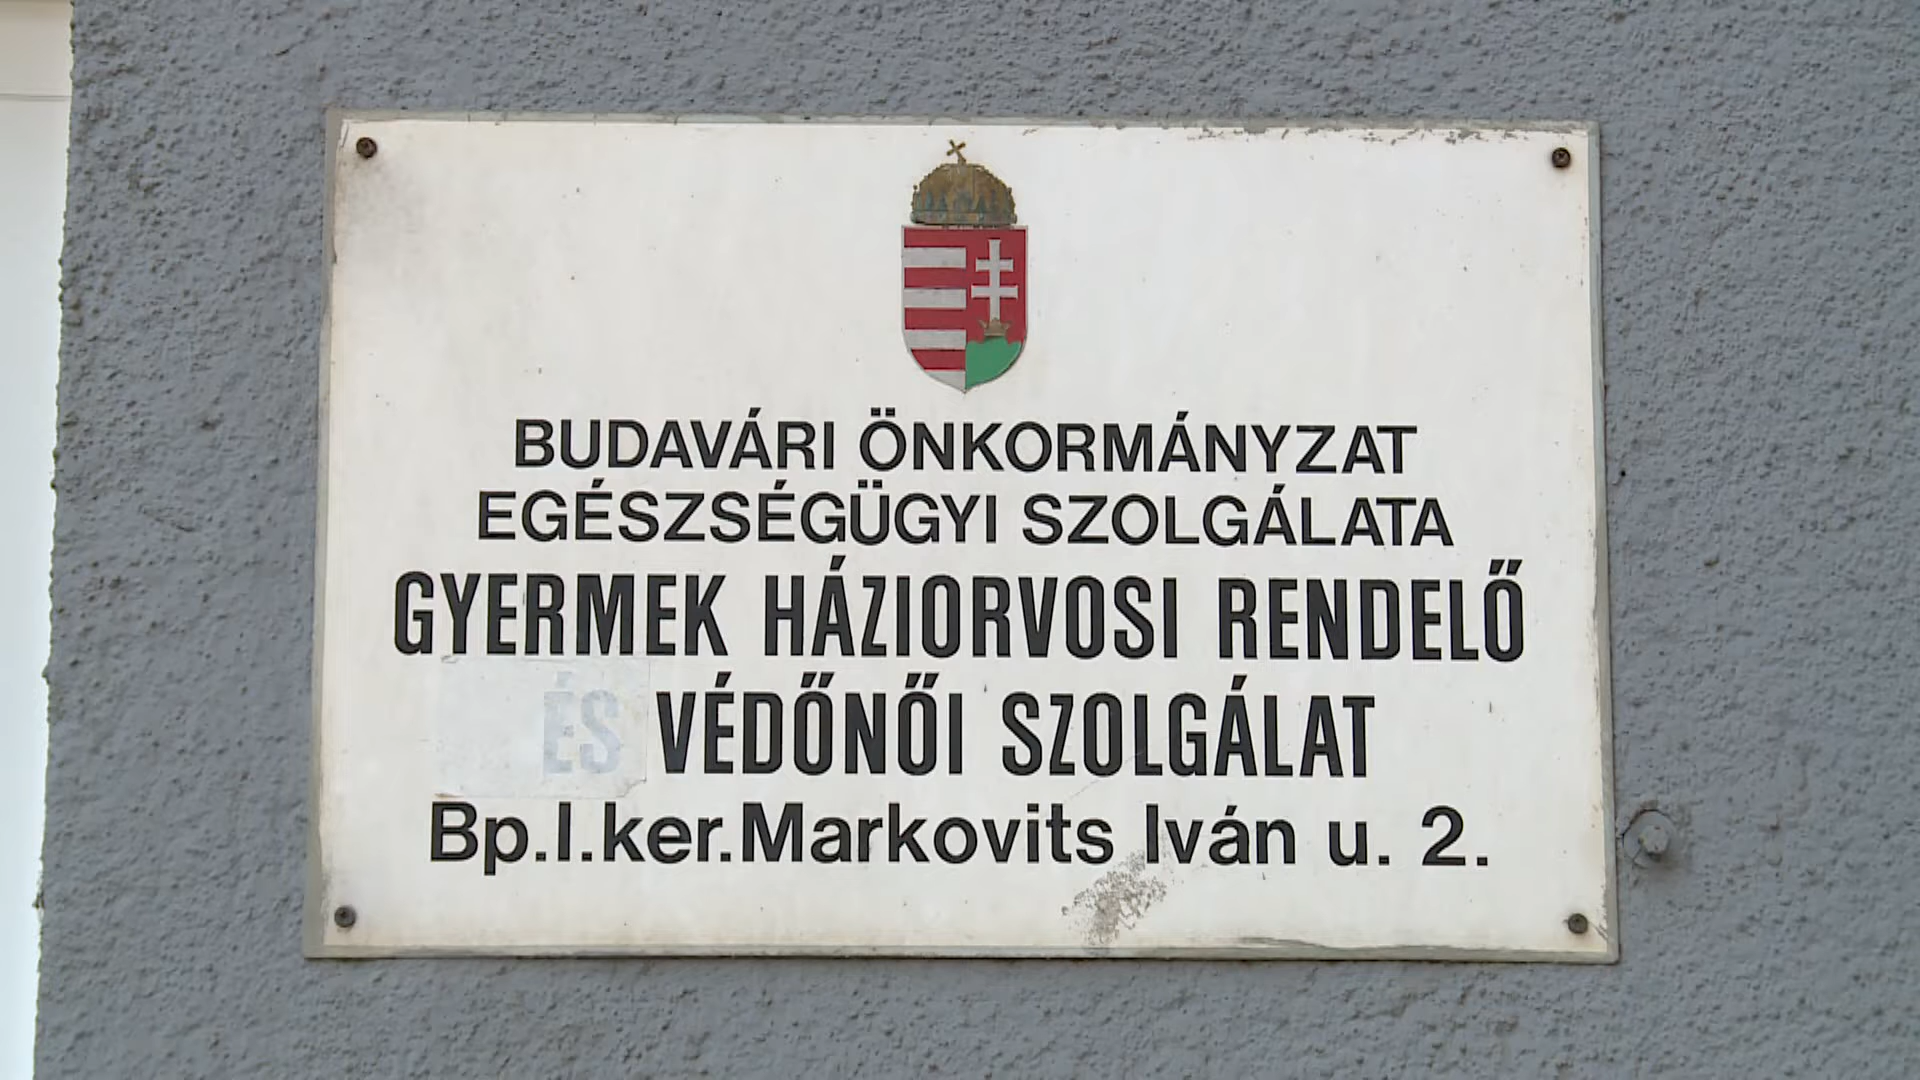 BUDAVÁRI ÖNKORMÁNYZAT
EGÉSZSÉGÜGYI SZOLGÁLATA
GYERMEK HÁZIORVOSI RENDELŐ
ÉS VÉDŐNŐI SZOLGÁLAT
Bp.I.ker.Markovits Iván u. 2.